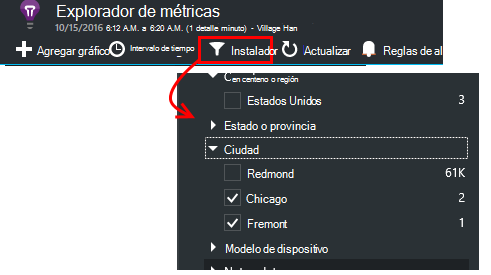 Explorador de métricas
10/15/2016 6:12 A.M. a 6:20 A.M. (1 detalle minuto) - Village Han
Agregar gráfico Intervalo de tiempo Instalador Actualizar Reglas de al
en centeno o región
Estados Unidos 3
Estado o provincia
Ciudad
Redmond 61K
Chicago 2
Fremont 1
Modelo de dispositivo